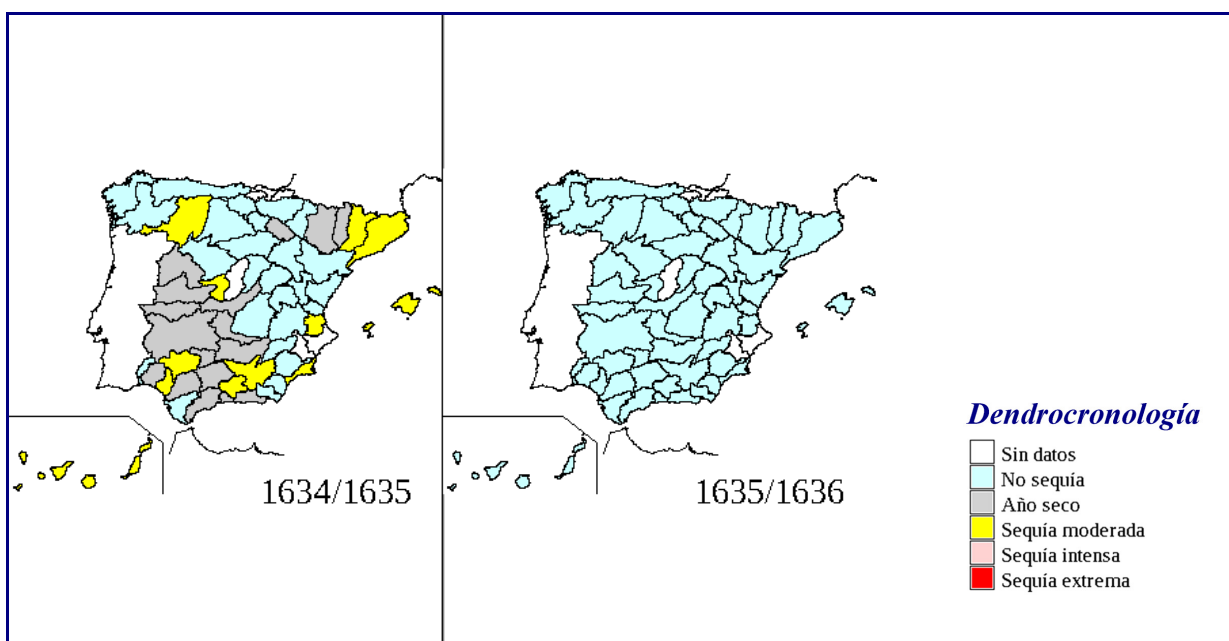 1634/1635
1635/1636
Dendrocronología
Sin datos
No sequía
Año seco
Sequía moderada
Sequía intensa
Sequía extrema